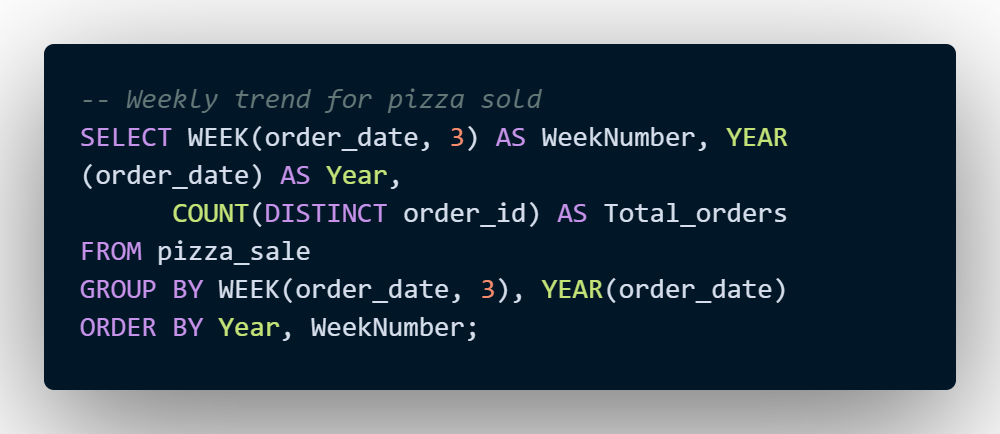 -- Weekly trend for pizza sold
SELECT WEEK(order_date, 3) AS WeekNumber, YEAR
(order_date) AS Year,
      COUNT(DISTINCT order_id) AS Total_orders
FROM pizza_sale
GROUP BY WEEK(order_date, 3), YEAR(order_date)
ORDER BY Year, WeekNumber;